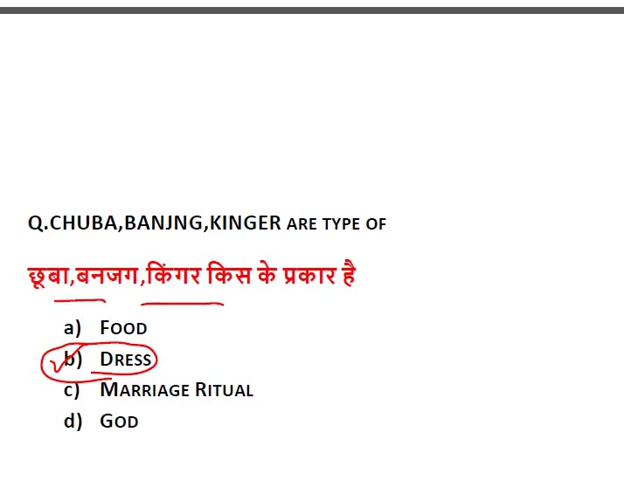 Q.CHUBA,BANJNG,KINGER ARE TYPE OF
छूबा,बनजग,किंगर किस के प्रकार है
a) FOOD
b) DRESS
c) MARRIAGE RITUAL
d) GOD